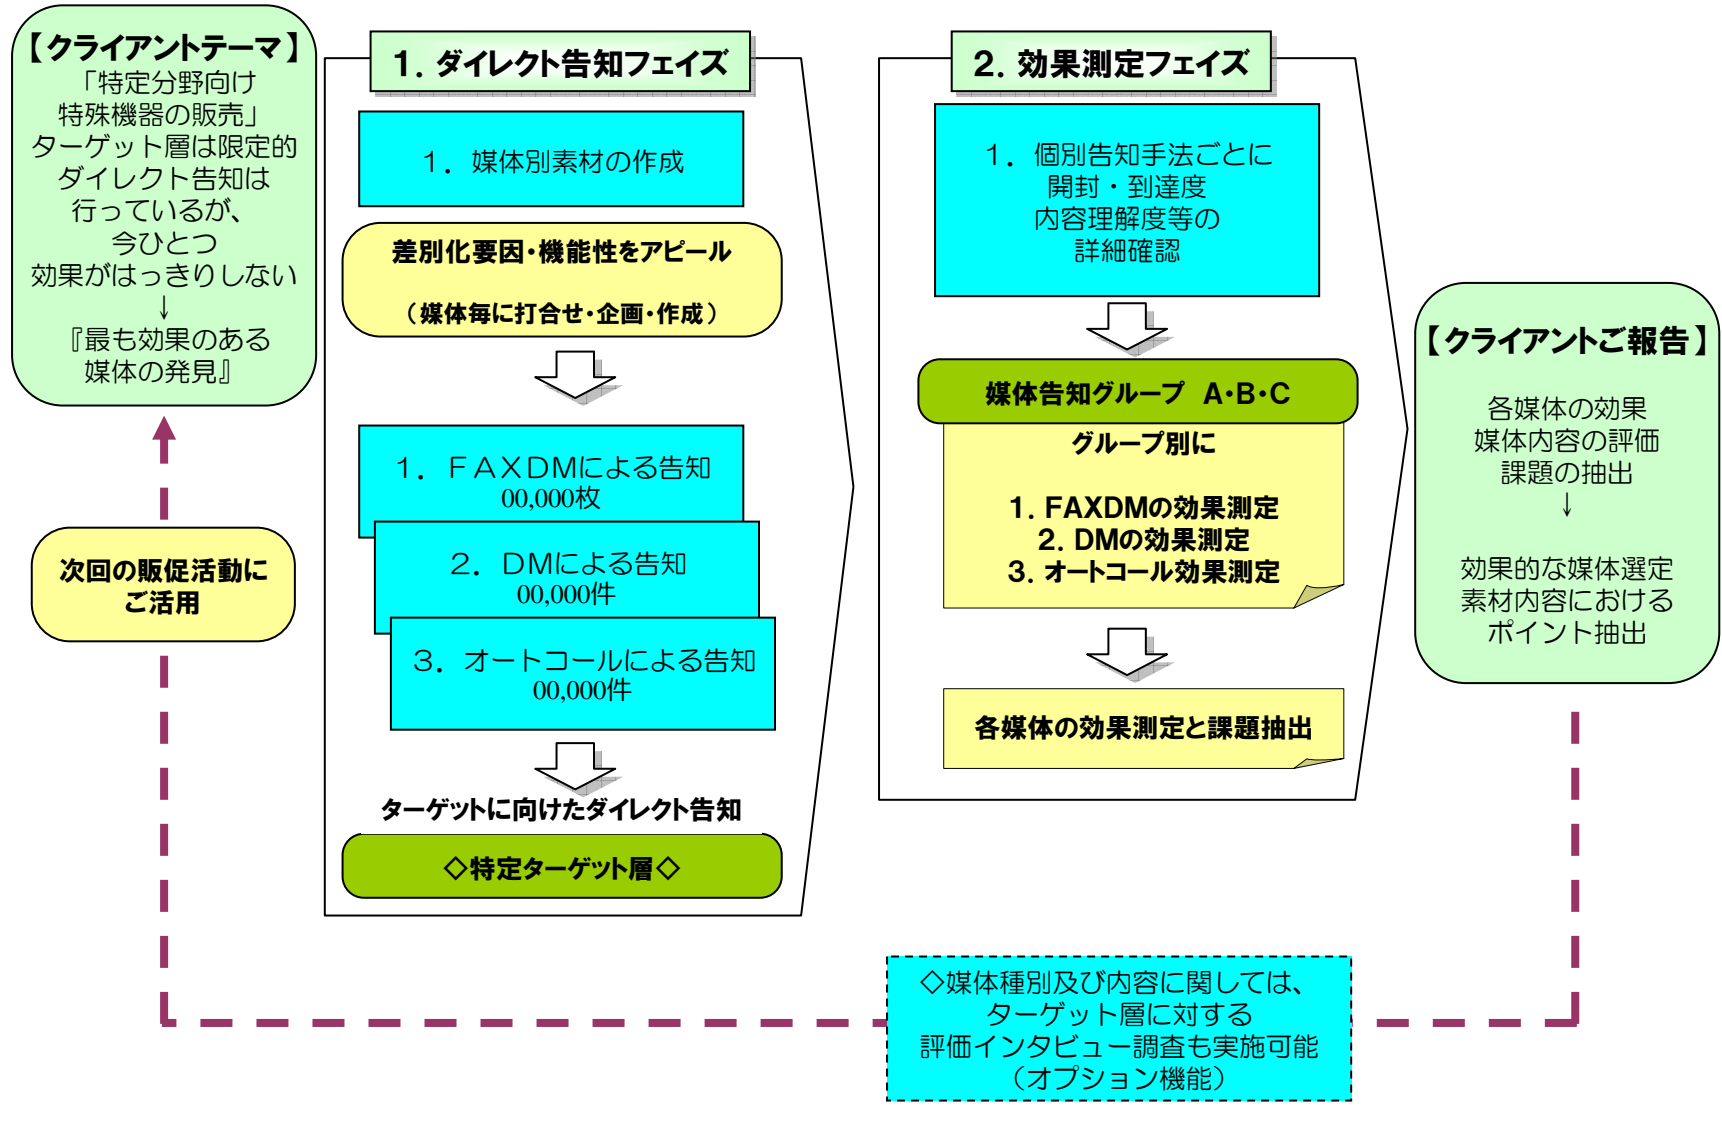 【クライアントテーマ】
「特定分野向け
特殊機器の販売」
ターゲット層は限定的
ダイレクト告知は
行っているが、
今ひとつ
効果がはっきりしない
↓
『最も効果のある
媒体の発見』
次回の販促活動に
ご活用
1．ダイレクト告知フェイズ
１．媒体別素材の作成
差別化要因・機能性をアピール
（媒体毎に打合せ・企画・作成）
１．ＦＡＸＤＭによる告知
00,000枚
２．ＤＭによる告知
00,000件
３．オートコールによる告知
00,000件
ターゲットに向けたダイレクト告知
◇特定ターゲット層◇
2．効果測定フェイズ
１．個別告知手法ごとに
開封・到達度
内容理解度等の
詳細確認
媒体告知グループ　A・B・C
グループ別に
1．FAXDMの効果測定
2．DMの効果測定
3．オートコール効果測定
各媒体の効果測定と課題抽出
【クライアントご報告】
各媒体の効果
媒体内容の評価
課題の抽出
↓
効果的な媒体選定
素材内容における
ポイント抽出
◇媒体種別及び内容に関しては、
ターゲット層に対する
評価インタビュー調査も実施可能
（オプション機能）